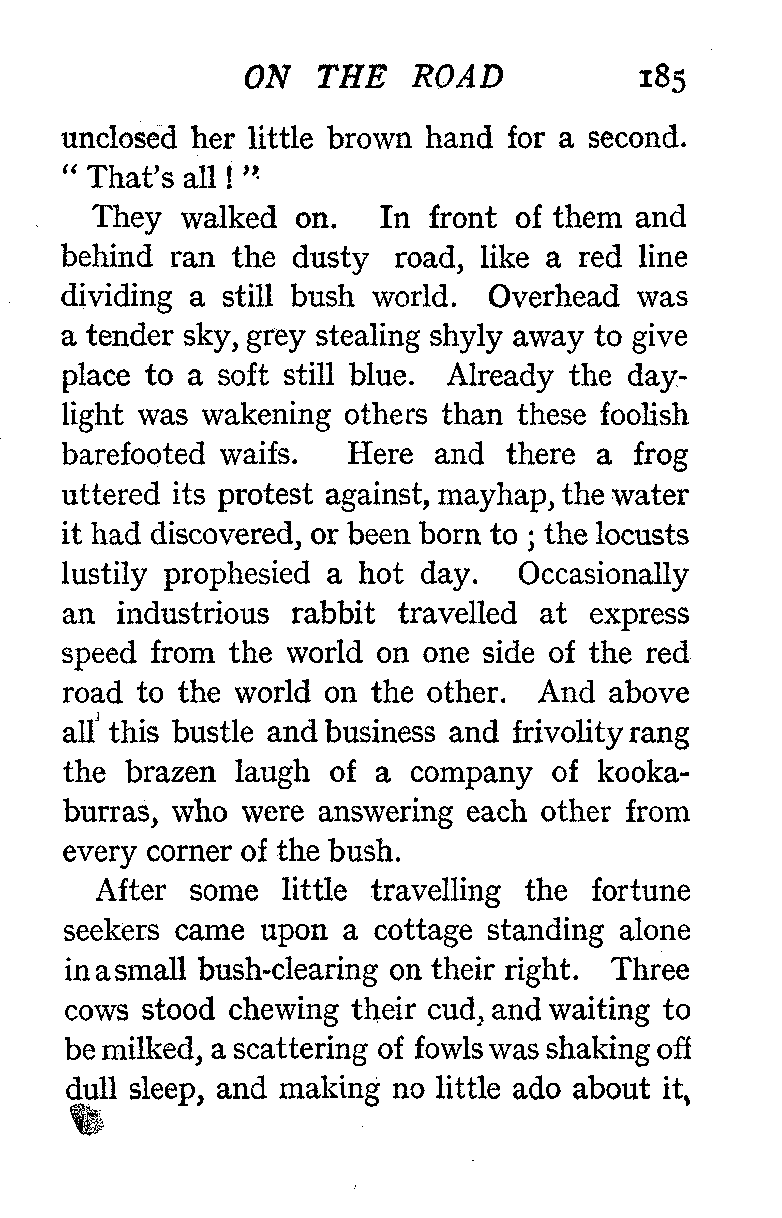 ON THE ROAD 185
unclosed her little brown hand for a second.
“ That's all ! ”
They walked on. In front of them and
behind ran the dusty road, like a red line
dividing a still bush world. Overhead was
a tender sky, grey stealing shyly away to give
place to a soft still blue. Already the day-
light was wakening others than these foolish
barefooted waifs. Here and there a frog
uttered its protest against, mayhap, the water
it had discovered, or been born to ; the locusts
lustily prophesied a hot day. Occasionally
an industrious rabbit travelled at express
speed from the world on one side of the red
road to the world on the other. And above
all this bustle and business and frivolity rang
the brazen laugh of a company of kooka-
burras, who were answering each other from
every corner of the bush.
After some little travelling the fortune
seekers came upon a cottage standing alone
in a small bush-clearing on their right. Three
cows stood chewing their cud, and waiting to
be milked, a scattering of fowls was shaking off
dull sleep, and making no little ado about it,